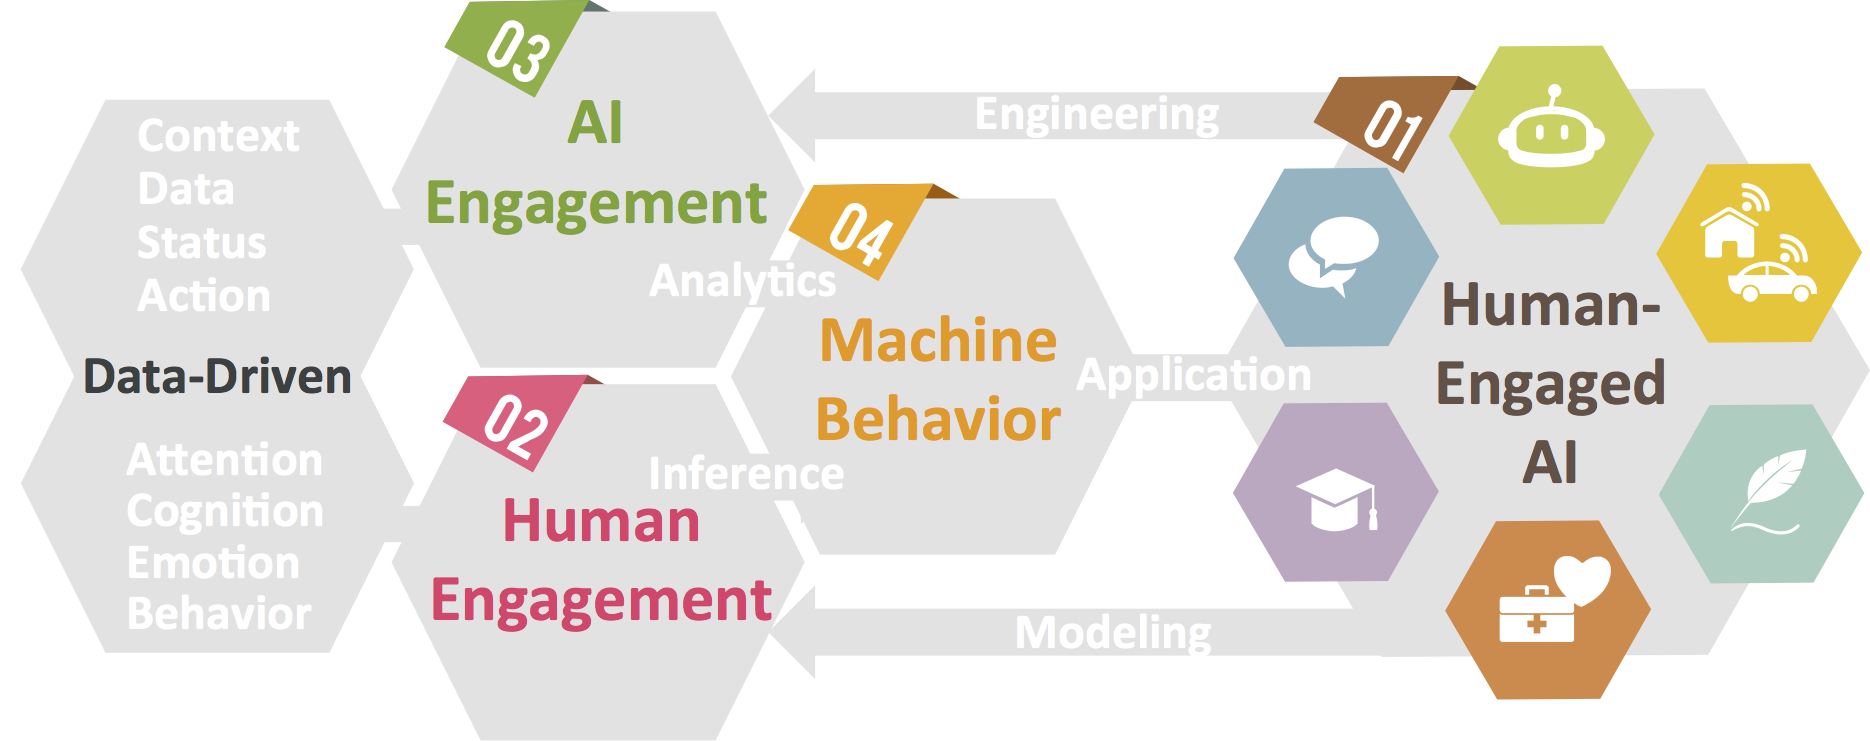 Context
Data
Status
Action
Data-Driven
Attention
Cognition
Emotion
Behavior
03
AI
Engagement
Analytics
02
Inference
Human
Engagement
04
Machine
Behavior
Engineering
Application
Modeling
01
Human-
Engaged
AI